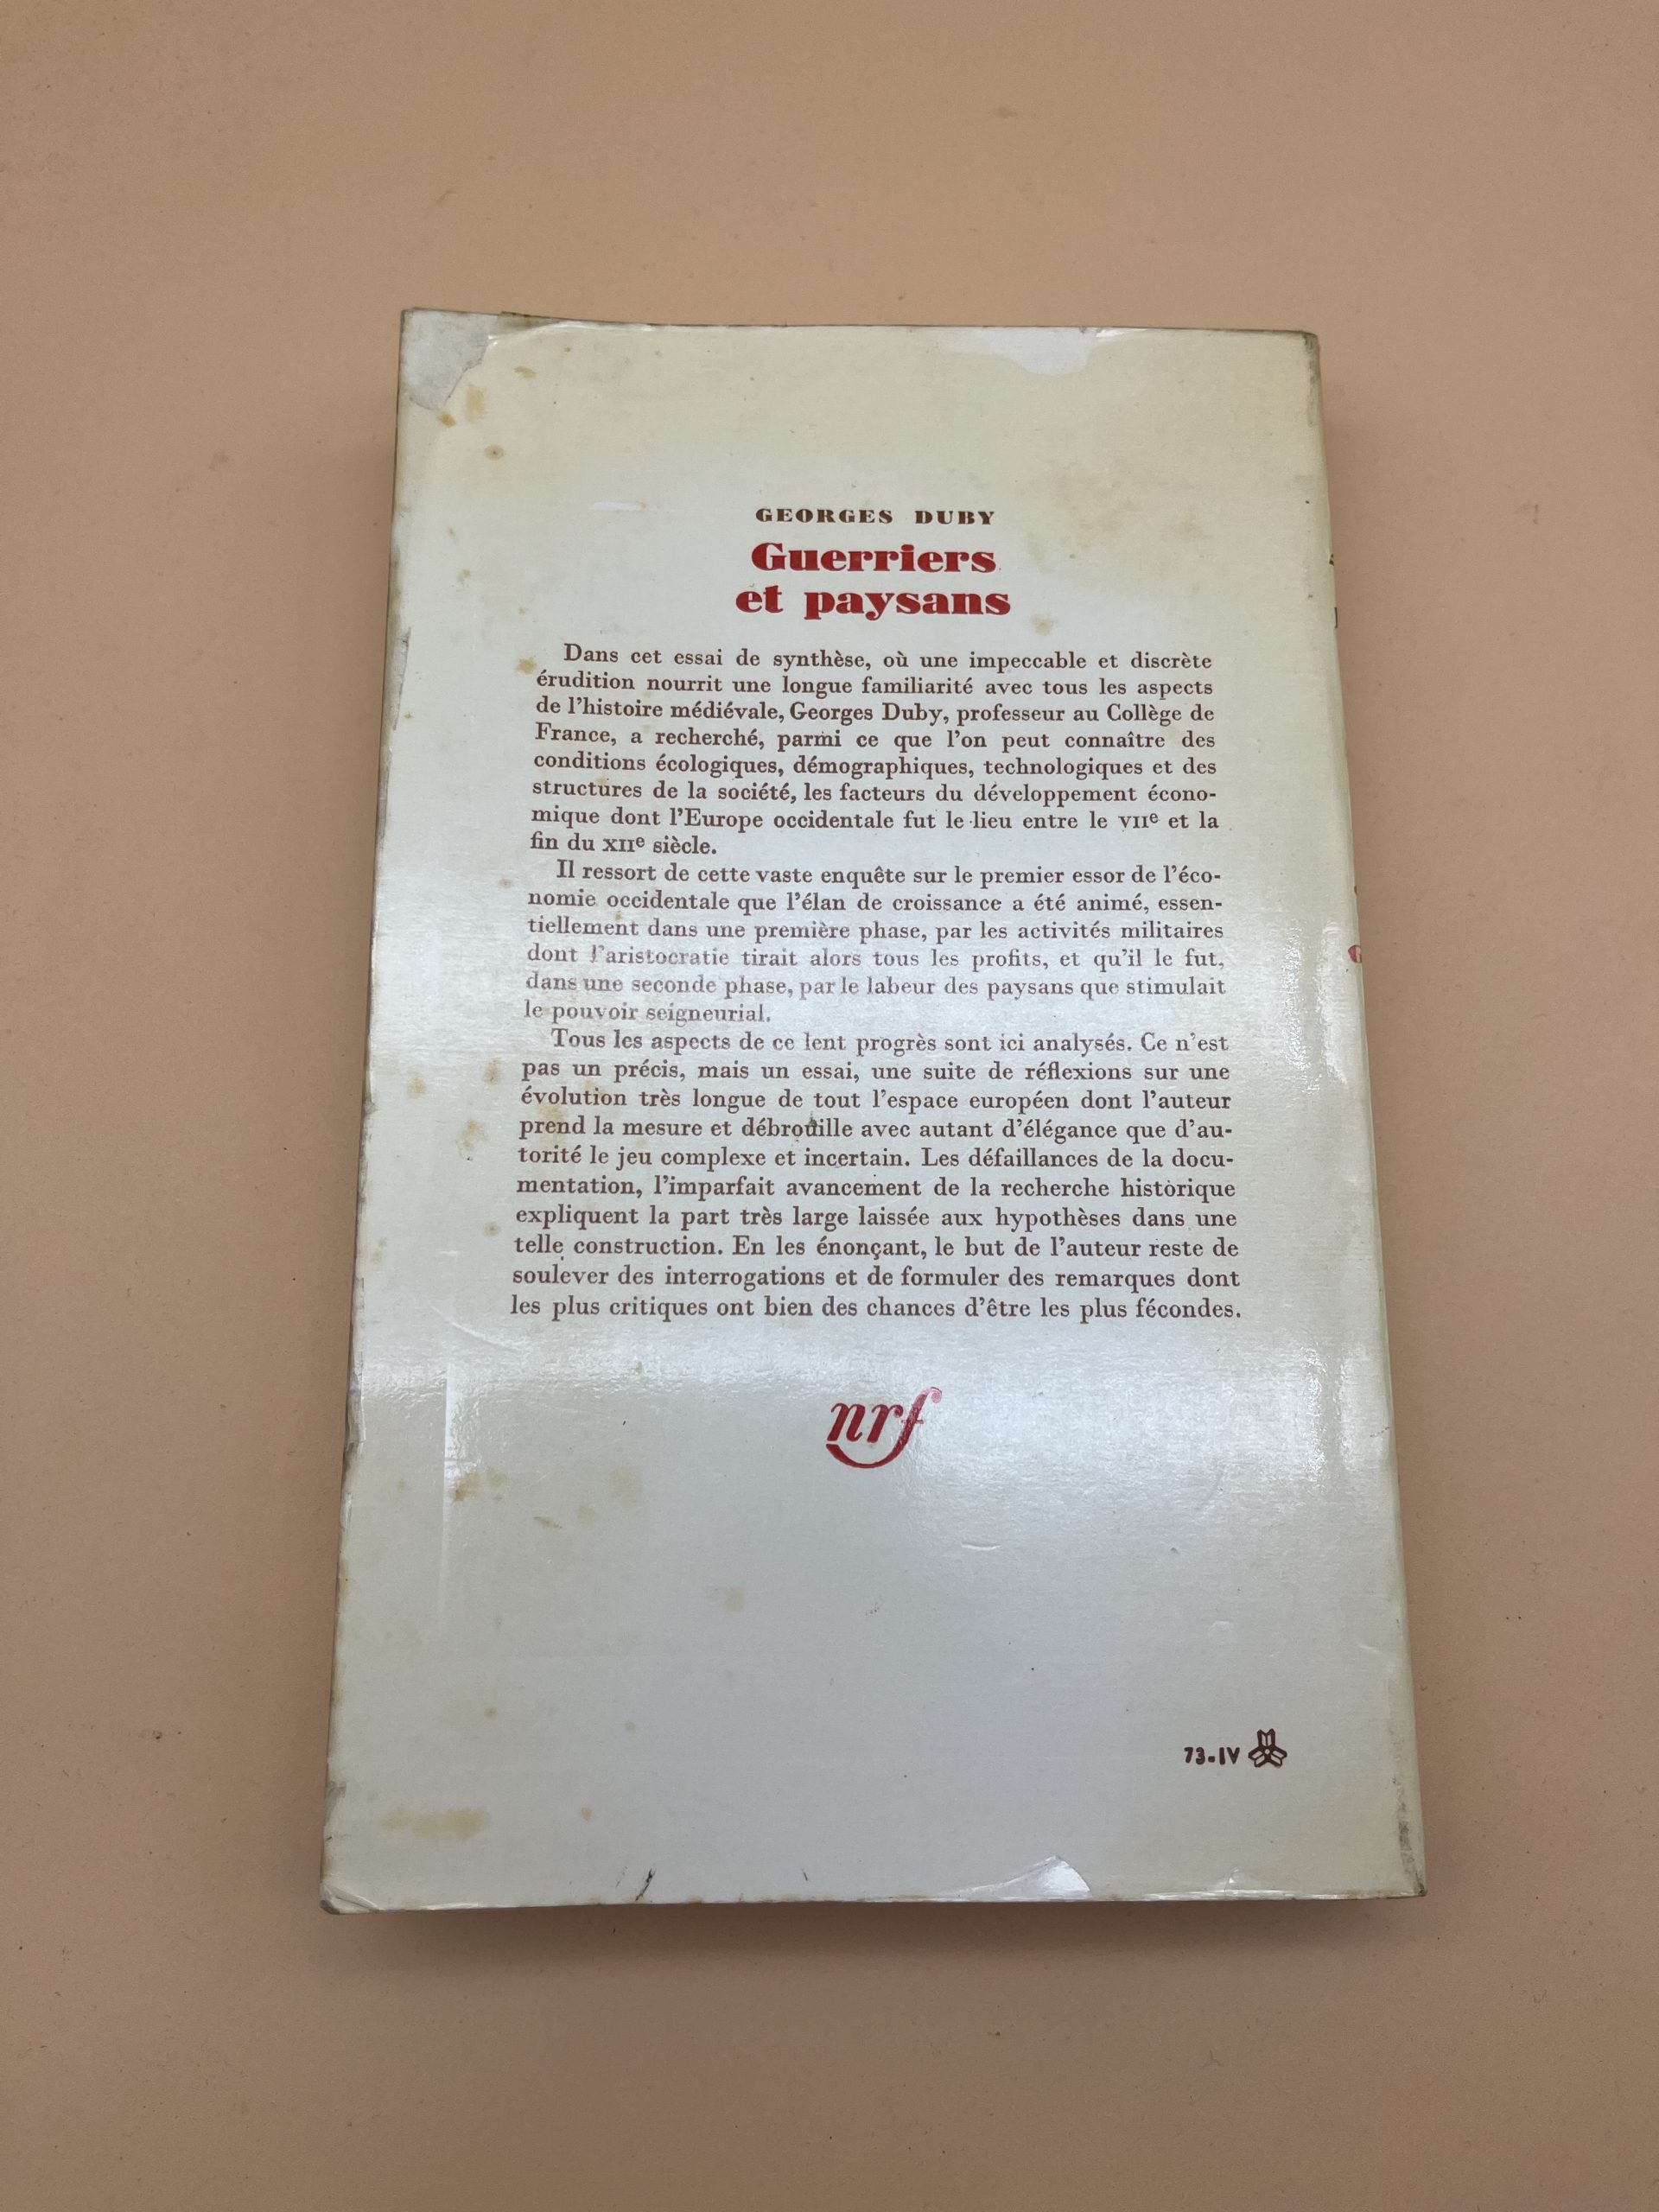 GEORGES DUBY
Guerriers
et paysans
Dans cet essai de synthèse, où une impeccable et discrète
érudition nourrit une longue familiarité avec tous les aspects
de l'histoire médiévale, Georges Duby, professeur au Collège de
France, a recherché, parmi ce que l'on peut connaître des
conditions écologiques, démographiques, technologiques et des
structures de la société, les facteurs du développement écono-
mique dont l'Europe occidentale fut le lieu entre le VIIe et la
fin du XIIe siècle.
Il ressort de cette vaste enquête sur le premier essor de l'éco-
nomie occidentale que l'élan de croissance a été animé, essen-
tiellement dans une première phase, par les activités militaires
dont l'aristocratie tirait alors tous les profits, et qu'il le fut,
dans une seconde phase, par le labeur des paysans que stimulait
le pouvoir seigneurial.
Tous les aspects de ce lent progrès sont ici analysés. Ce n'est
pas un précis, mais un essai, une suite de réflexions sur une
évolution très longue de tout l'espace européen dont l'auteur
prend la mesure et débrouille avec autant d'élégance que d'au-
torité le jeu complexe et incertain. Les défaillances de la docu-
mentation, l'imparfait avancement de la recherche historique
expliquent la part très large laissée aux hypothèses dans une
telle construction. En les énonçant, le but de l'auteur reste de
soulever des interrogations et de formuler des remarques dont
les plus critiques ont bien des chances d'être les plus fécondes.
nrf
73-IV